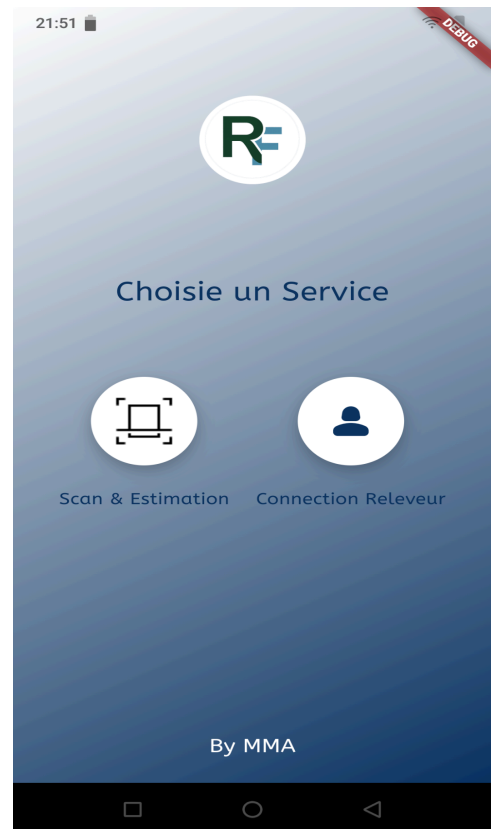 21:51
DEBUG
RF
Choisie un Service
Scan & Estimation
Connection Releveur
By MMA